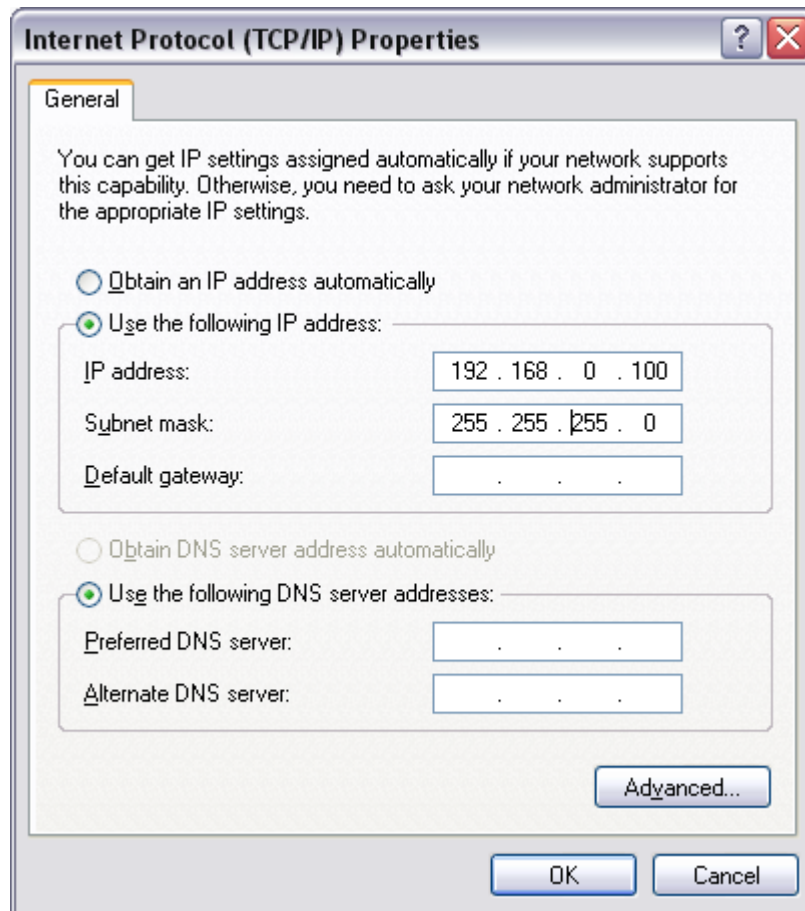 Internet Protocol (TCP/IP) Properties
General
You can get IP settings assigned automatically if your network supports
this capability. Otherwise, you need to ask your network administrator for
the appropriate IP settings.
Obtain an IP address automatically
Use the following IP address:
IP address: 192 . 168 . 0 . 100
Subnet mask: 255 . 255 . 255 . 0
Default gateway: . . .
Obtain DNS server address automatically
Use the following DNS server addresses:
Preferred DNS server: . . .
Alternate DNS server: . . .
Advanced...
OK Cancel